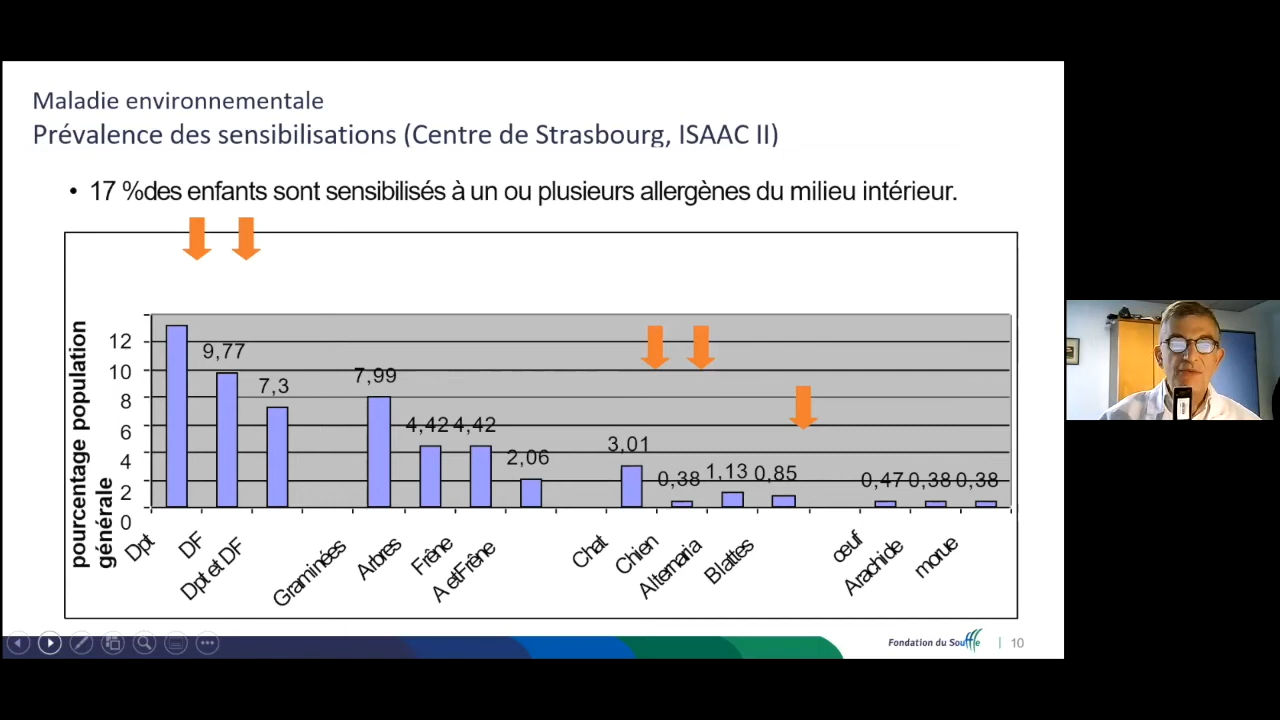 Maladie environnementale
Prévalence des sensibilisations (Centre de Strasbourg, ISAAC II)
• 17 %des enfants sont sensibilisés à un ou plusieurs allergènes du milieu intérieur.
pourcentage population
générale
12
10
8
6
4
2
0
9,77
7,3
7,99
4,42
4,42
2,06
3,01
0,38
1,13
0,85
0,47
0,38
0,38
Dpt
DF
Dpt et DF
Graminées
Arbres
Frêne
A et Frêne
Chat
Chien
Alternaria
Blattes
œuf
Arachide
morue
Fondation du Souffle
| 10